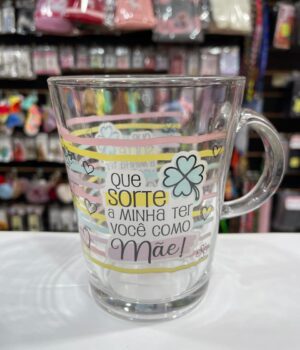 QUE
SORTE
A MINHA TER
VOCÊ COMO
Mãe!